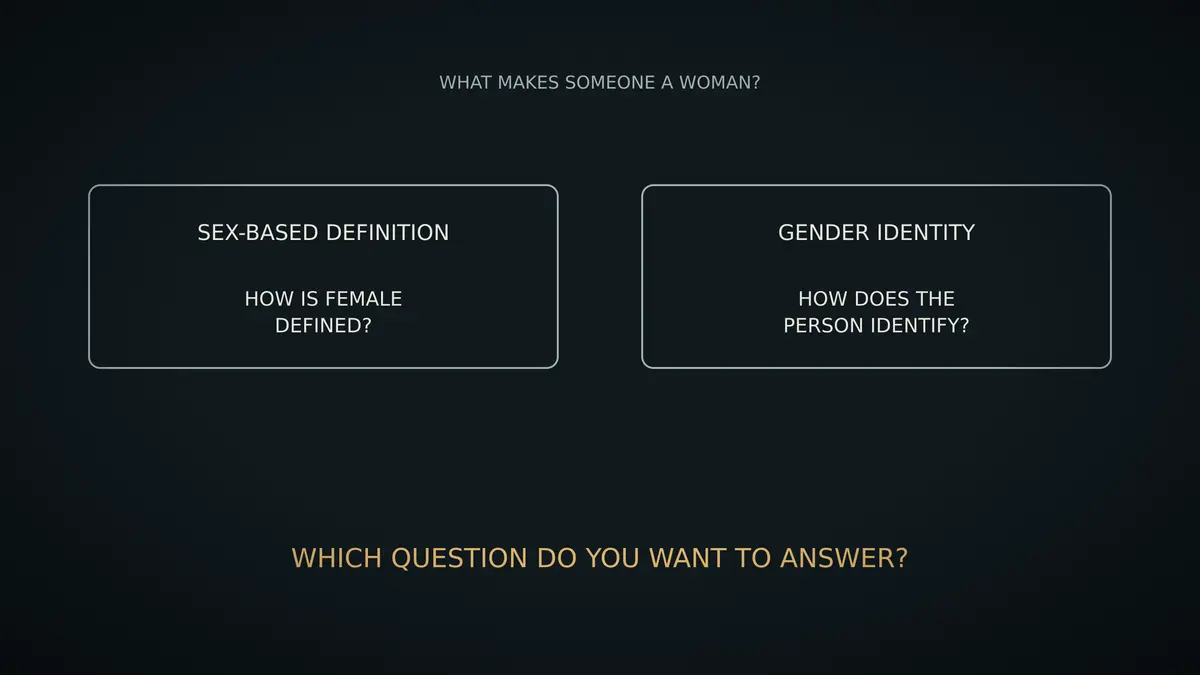 WHAT MAKES SOMEONE A WOMAN?
SEX-BASED DEFINITION
HOW IS FEMALE
DEFINED?
GENDER IDENTITY
HOW DOES THE
PERSON IDENTIFY?
WHICH QUESTION DO YOU WANT TO ANSWER?